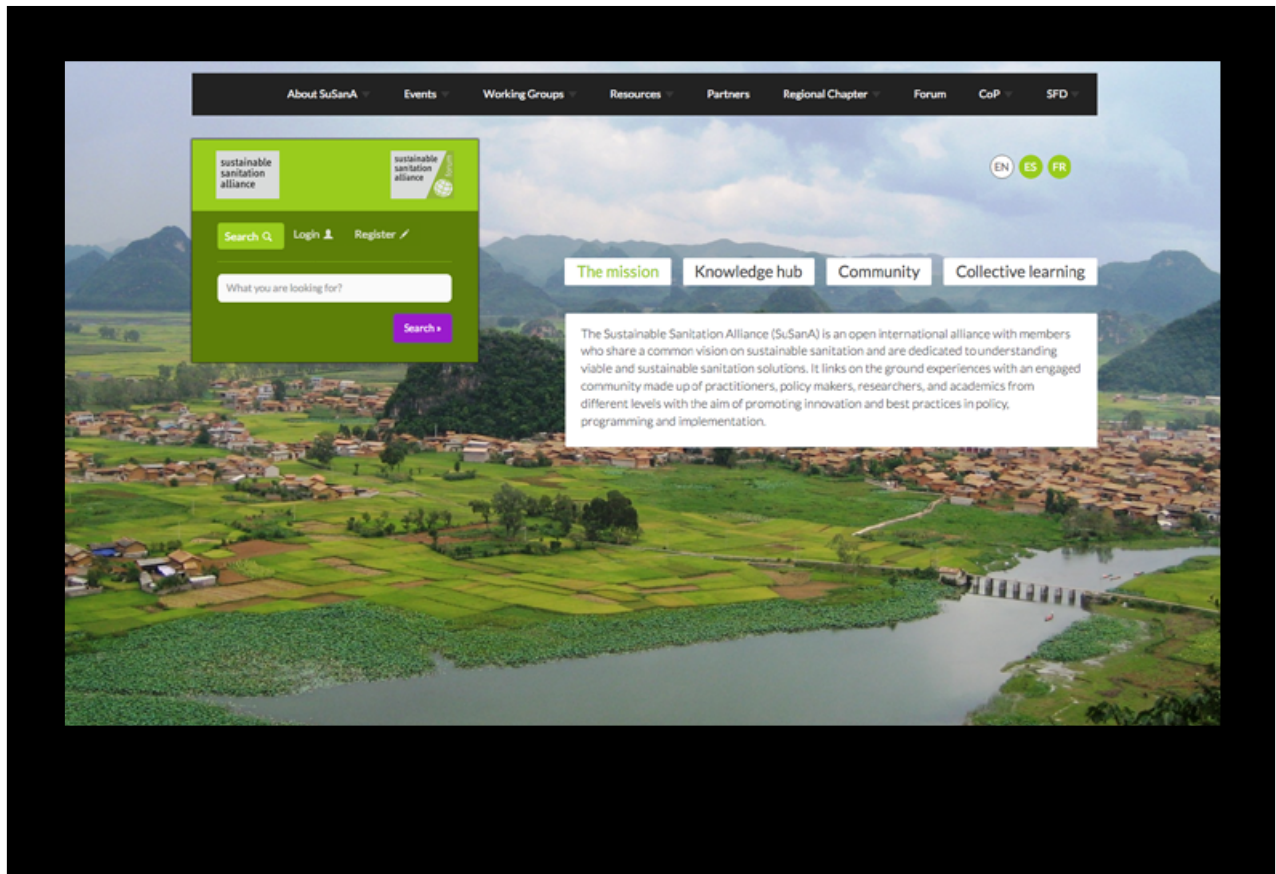 About SuSanA
Events
Working Groups
Resources
Partners
Regional Chapter
Forum
CoP
SFD
sustainable
sanitation
alliance
sustainable
sanitation
alliance
forum
EN
ES
FR
Search
Login
Register
What you are looking for?
Search »
The mission
Knowledge hub
Community
Collective learning
The Sustainable Sanitation Alliance (SuSanA) is an open international alliance with members
who share a common vision on sustainable sanitation and are dedicated to understanding
viable and sustainable sanitation solutions. It links on the ground experiences with an engaged
community made up of practitioners, policy makers, researchers, and academics from
different levels with the aim of promoting innovation and best practices in policy,
programming and implementation.